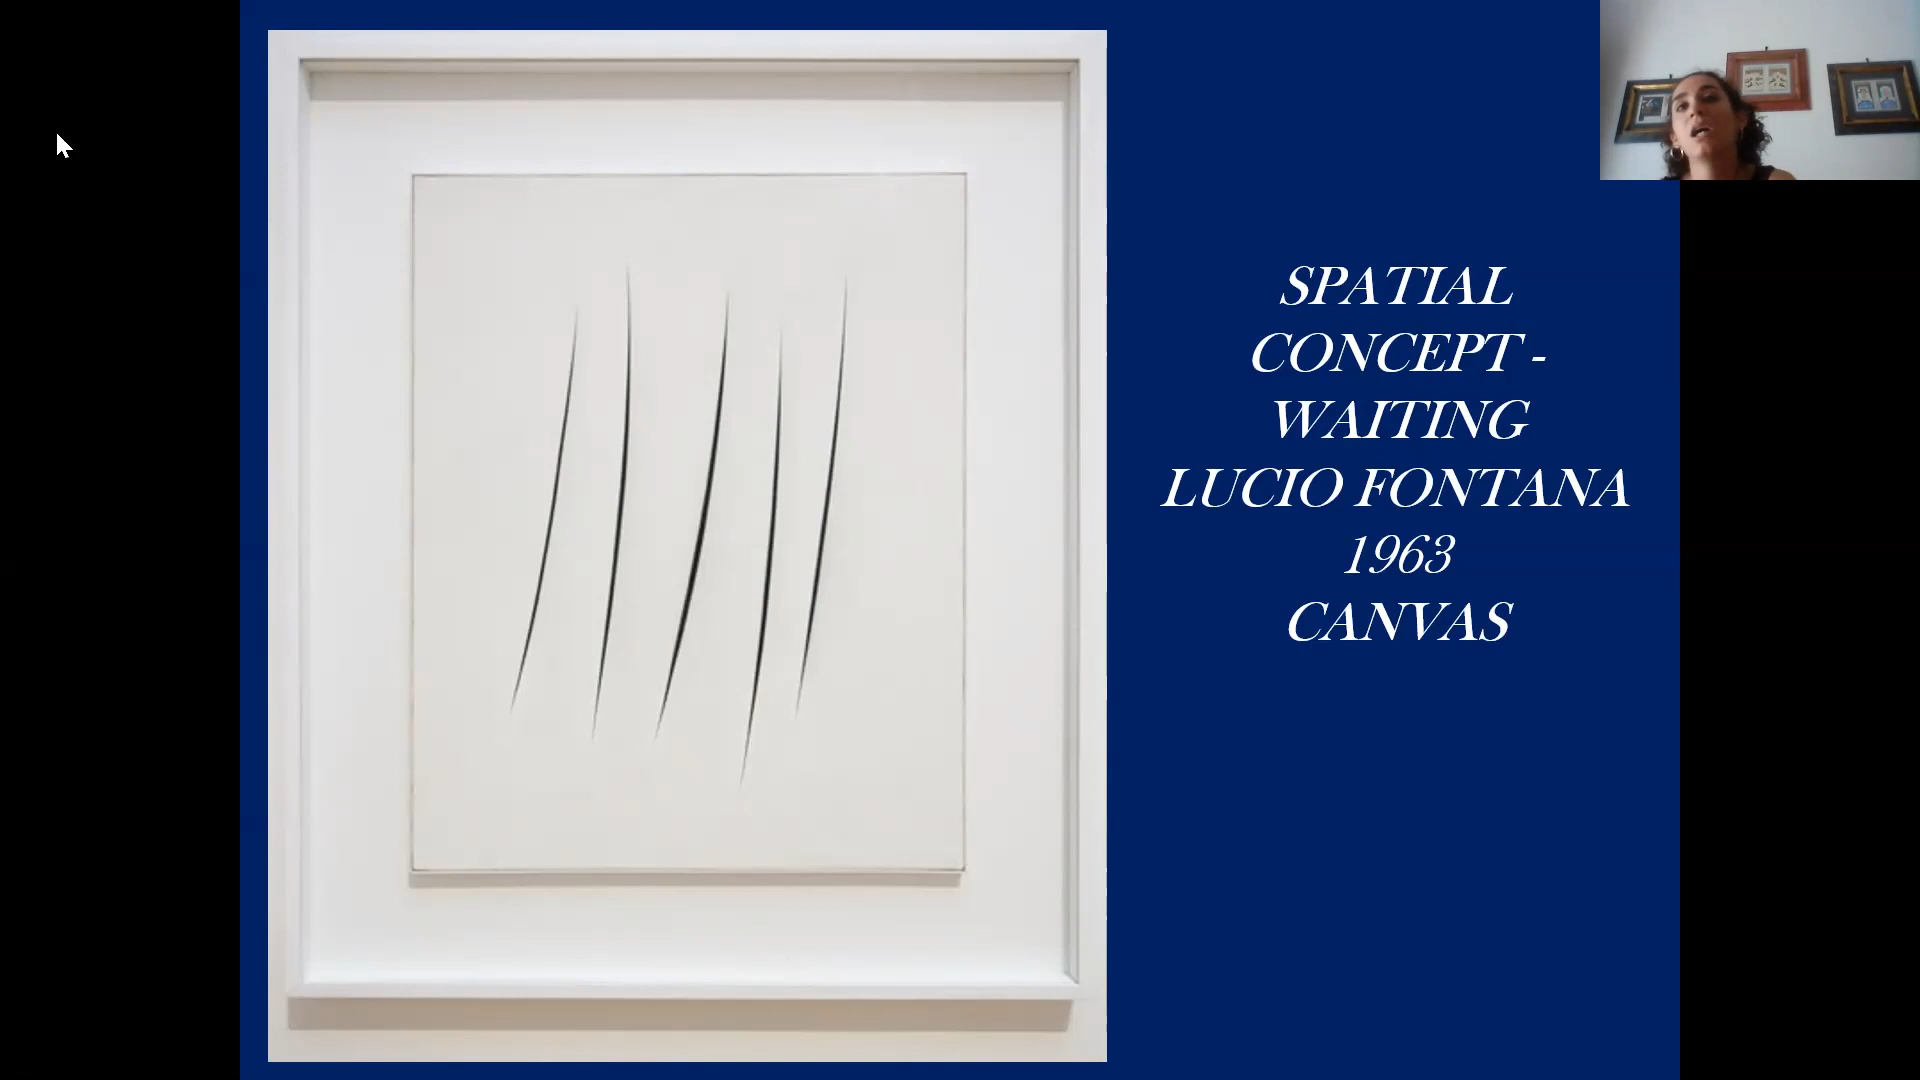 SPATIAL
CONCEPT -
WAITING
LUCIO FONTANA
1963
CANVAS